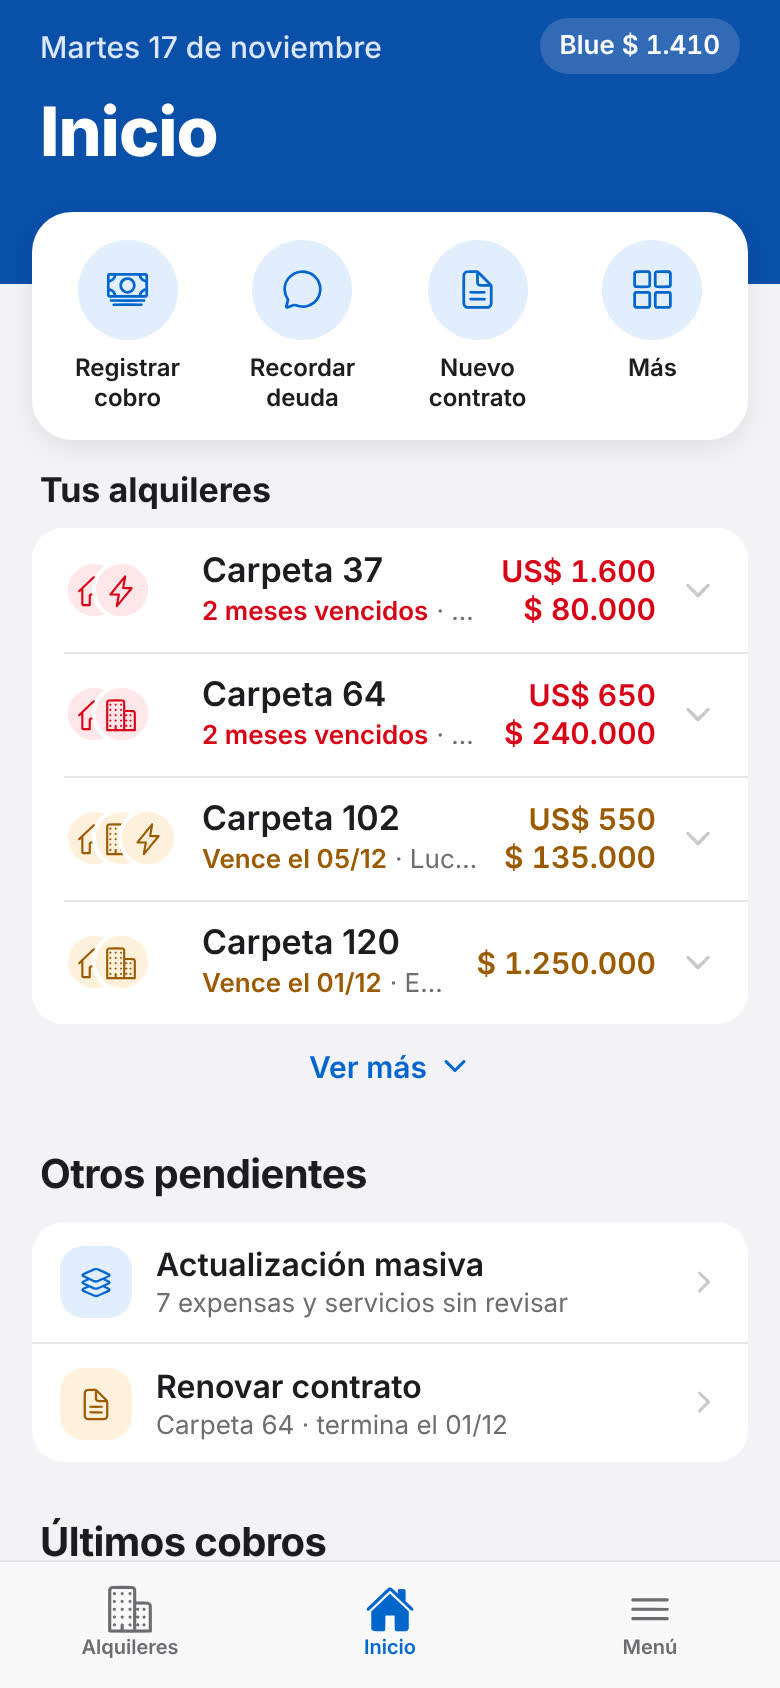 Martes 17 de noviembre
Blue $ 1.410
Inicio
Registrar
cobro
Recordar
deuda
Nuevo
contrato
Más
Tus alquileres
Carpeta 37
2 meses vencidos · ...
US$ 1.600
$ 80.000
Carpeta 64
2 meses vencidos · ...
US$ 650
$ 240.000
Carpeta 102
Vence el 05/12 · Luc...
US$ 550
$ 135.000
Carpeta 120
Vence el 01/12 · E...
$ 1.250.000
Ver más
Otros pendientes
Actualización masiva
7 expensas y servicios sin revisar
Renovar contrato
Carpeta 64 · termina el 01/12
Últimos cobros
Alquileres
Inicio
Menú